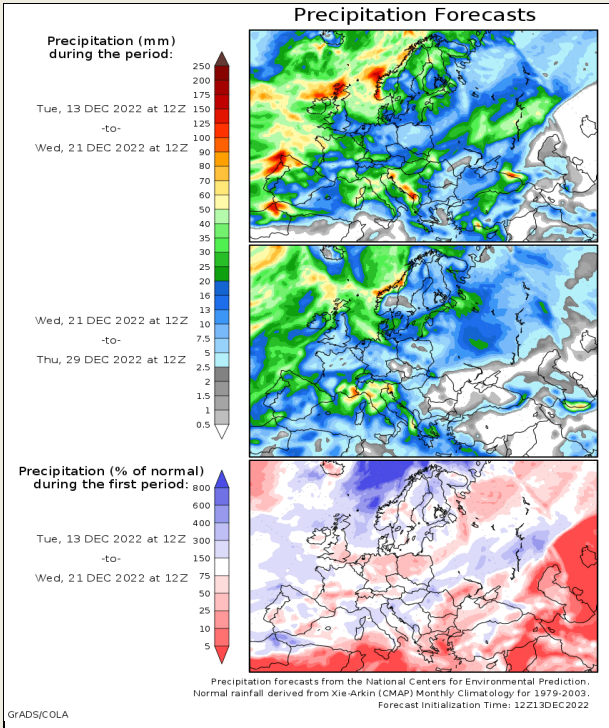 Precipitation Forecasts
Precipitation (mm)
during the period:
Tue, 13 DEC 2022 at 12Z
-to-
Wed, 21 DEC 2022 at 12Z
250
200
175
150
125
100
90
80
70
60
50
40
35
30
25
20
16
13
10
7.5
5
2.5
2
1.5
1
0.5
Wed, 21 DEC 2022 at 12Z
-to-
Thu, 29 DEC 2022 at 12Z
Precipitation (% of normal)
during the first period:
Tue, 13 DEC 2022 at 12Z
-to-
Wed, 21 DEC 2022 at 12Z
800
600
400
300
150
75
50
25
10
5
Precipitation forecasts from the National Centers for Environmental Prediction.
Normal rainfall derived from Xie-Arkin (CMAP) Monthly Climatology for 1979-2003.
Forecast Initialization Time: 12Z13DEC2022
GrADS/COLA